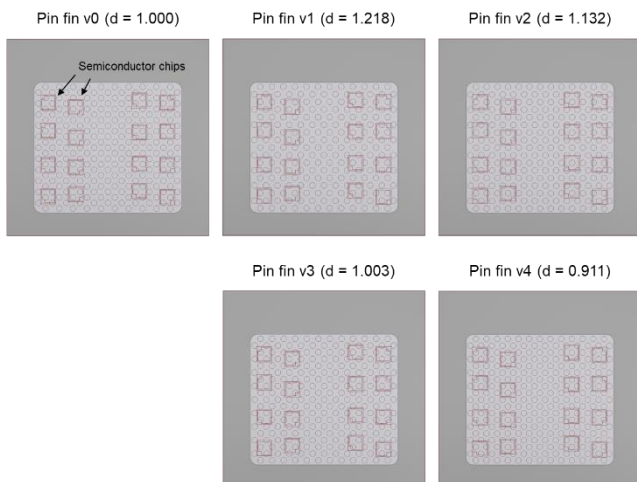 Pin fin v0 (d = 1.000)
Pin fin v1 (d = 1.218)
Pin fin v2 (d = 1.132)
Semiconductor chips
Pin fin v3 (d = 1.003)
Pin fin v4 (d = 0.911)